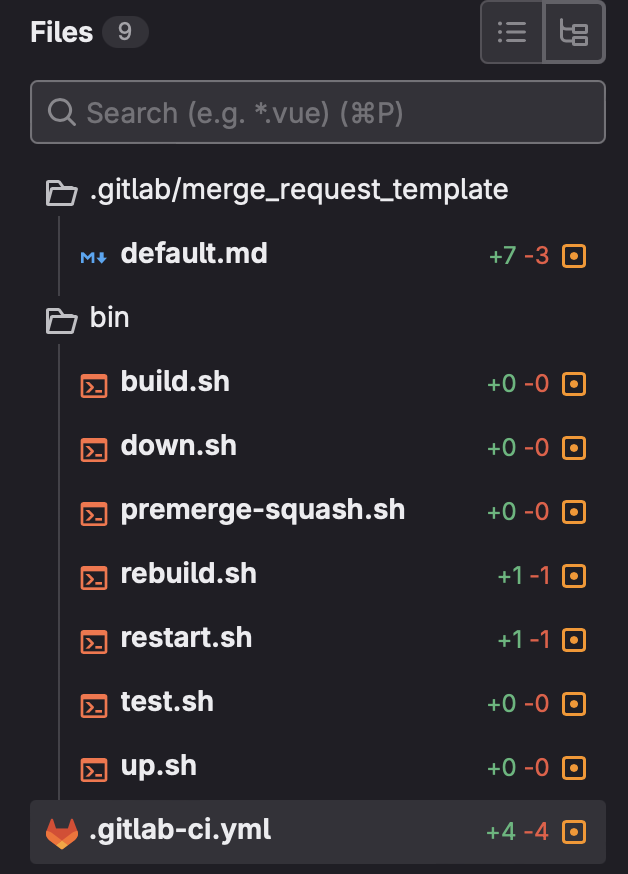 Files 9
Search (e.g. *.vue) (⌘P)
.gitlab/merge_request_template
default.md +7 -3
bin
build.sh +0 -0
down.sh +0 -0
premerge-squash.sh +0 -0
rebuild.sh +1 -1
restart.sh +1 -1
test.sh +0 -0
up.sh +0 -0
.gitlab-ci.yml +4 -4